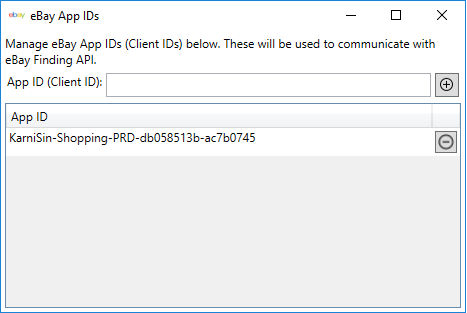 ebay eBay App IDs
Manage eBay App IDs (Client IDs) below. These will be used to communicate with
eBay Finding API.
App ID (Client ID):
App ID
KarniSin-Shopping-PRD-db058513b-ac7b0745